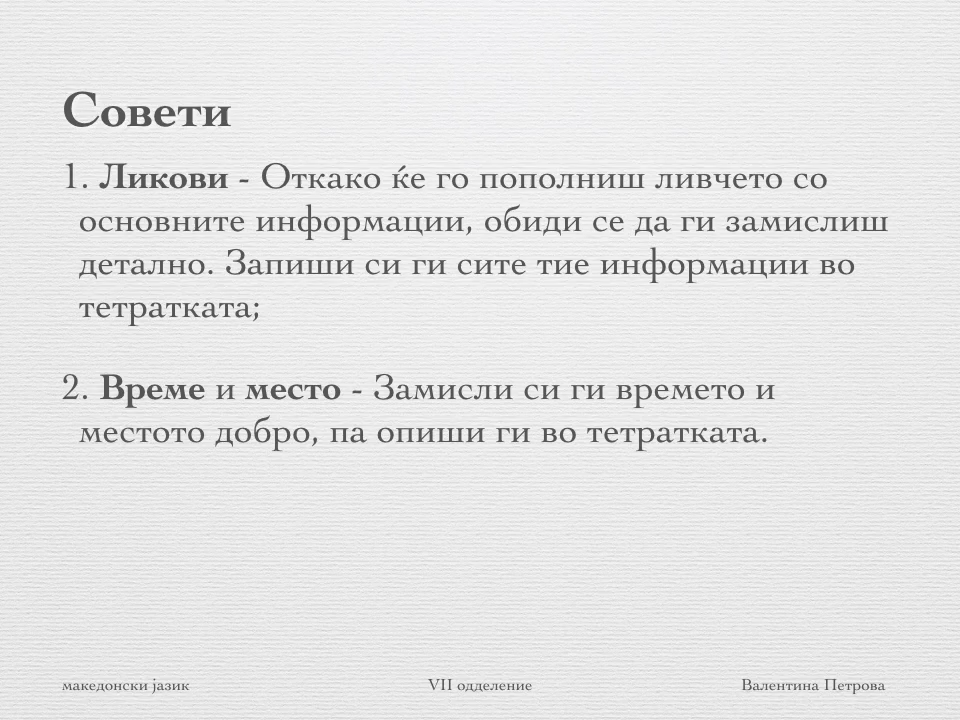 Совети
1. Ликови - Откако ќе го пополниш ливчето со
основните информации, обиди се да ги замислиш
детално. Запиши си ги сите тие информации во
тетратката;
2. Време и место - Замисли си ги времето и
местото добро, па опиши ги во тетратката.
македонски јазик VII одделение Валентина Петрова